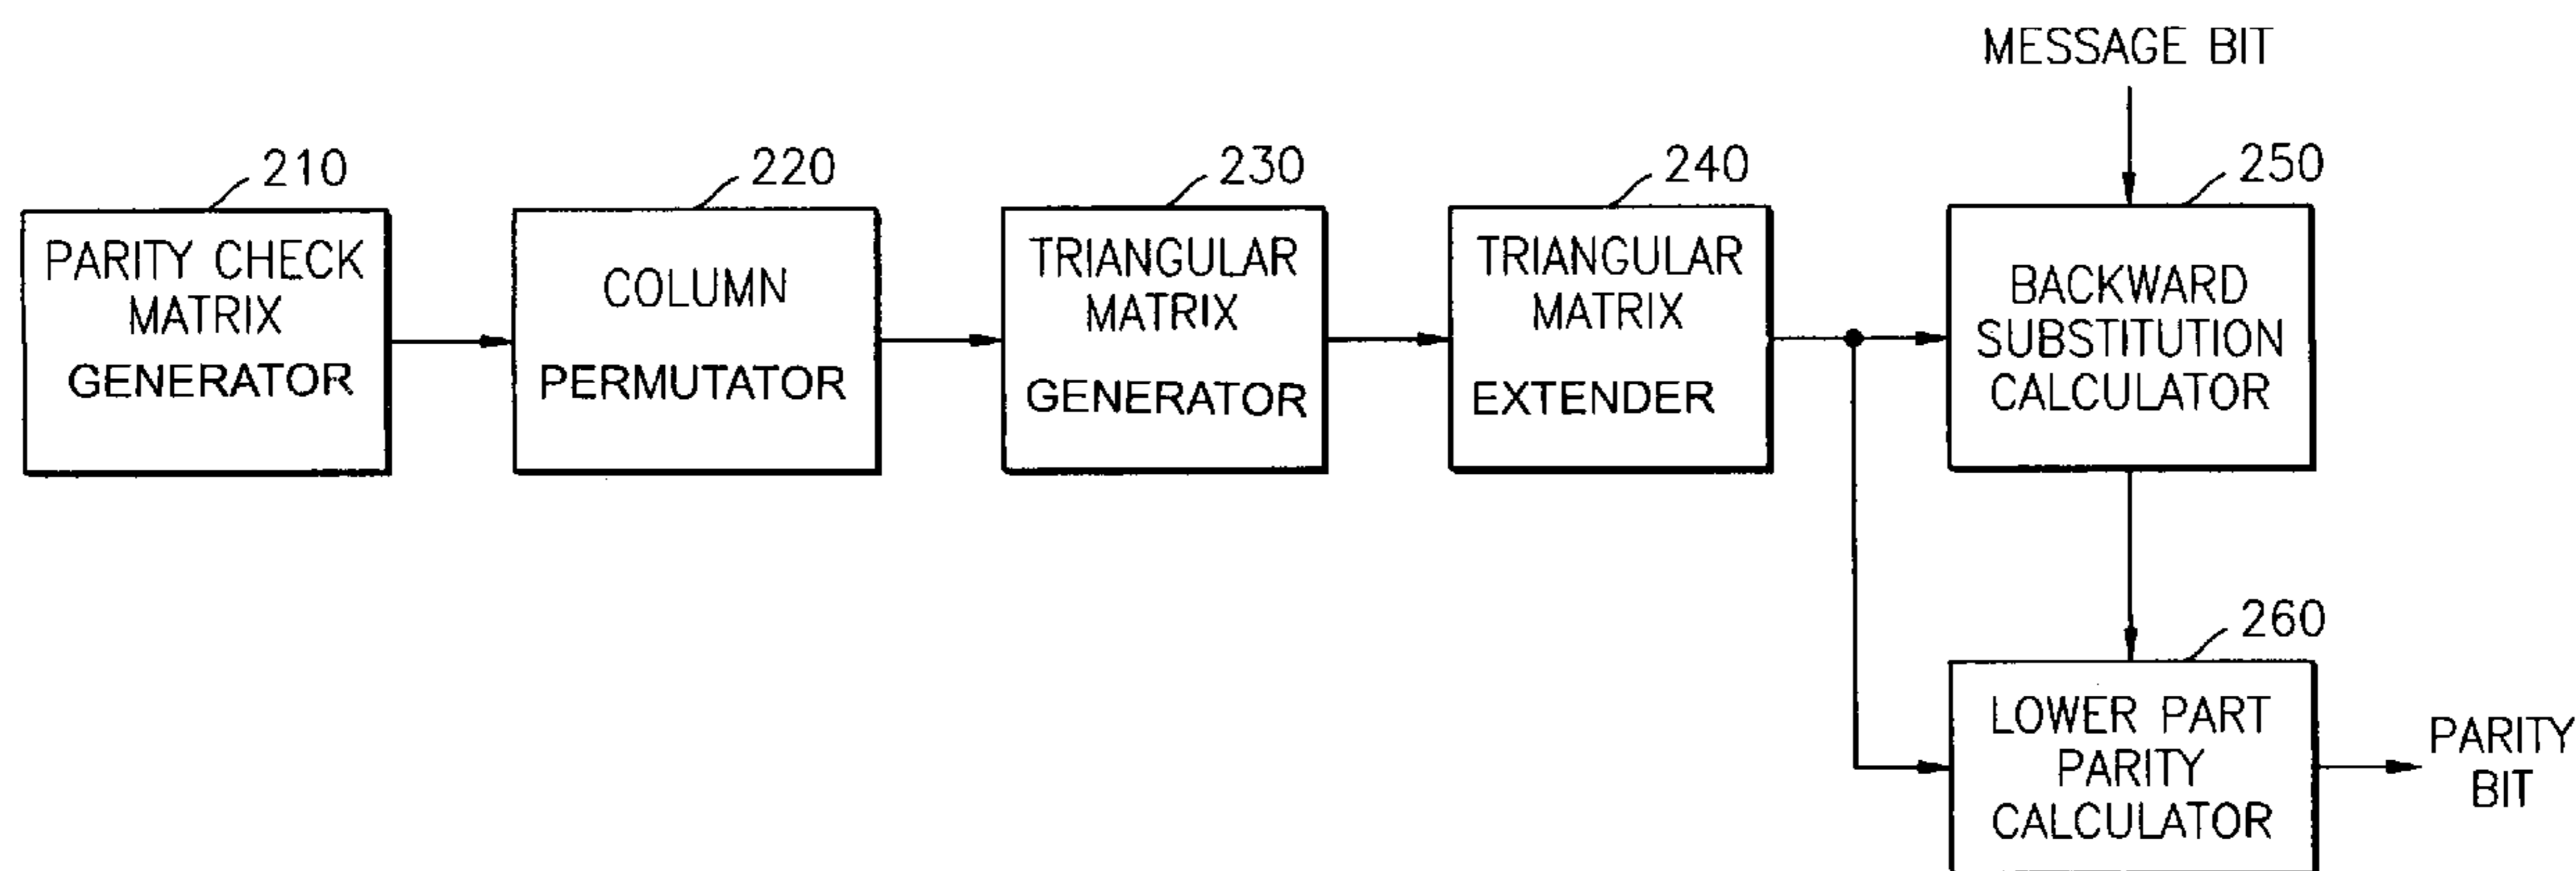 MESSAGE BIT
210
220
230
240
250
PARITY CHECK
MATRIX
GENERATOR
COLUMN
PERMUTATOR
TRIANGULAR
MATRIX
GENERATOR
TRIANGULAR
MATRIX
EXTENDER
BACKWARD
SUBSTITUTION
CALCULATOR
260
LOWER PART
PARITY
CALCULATOR
PARITY
BIT